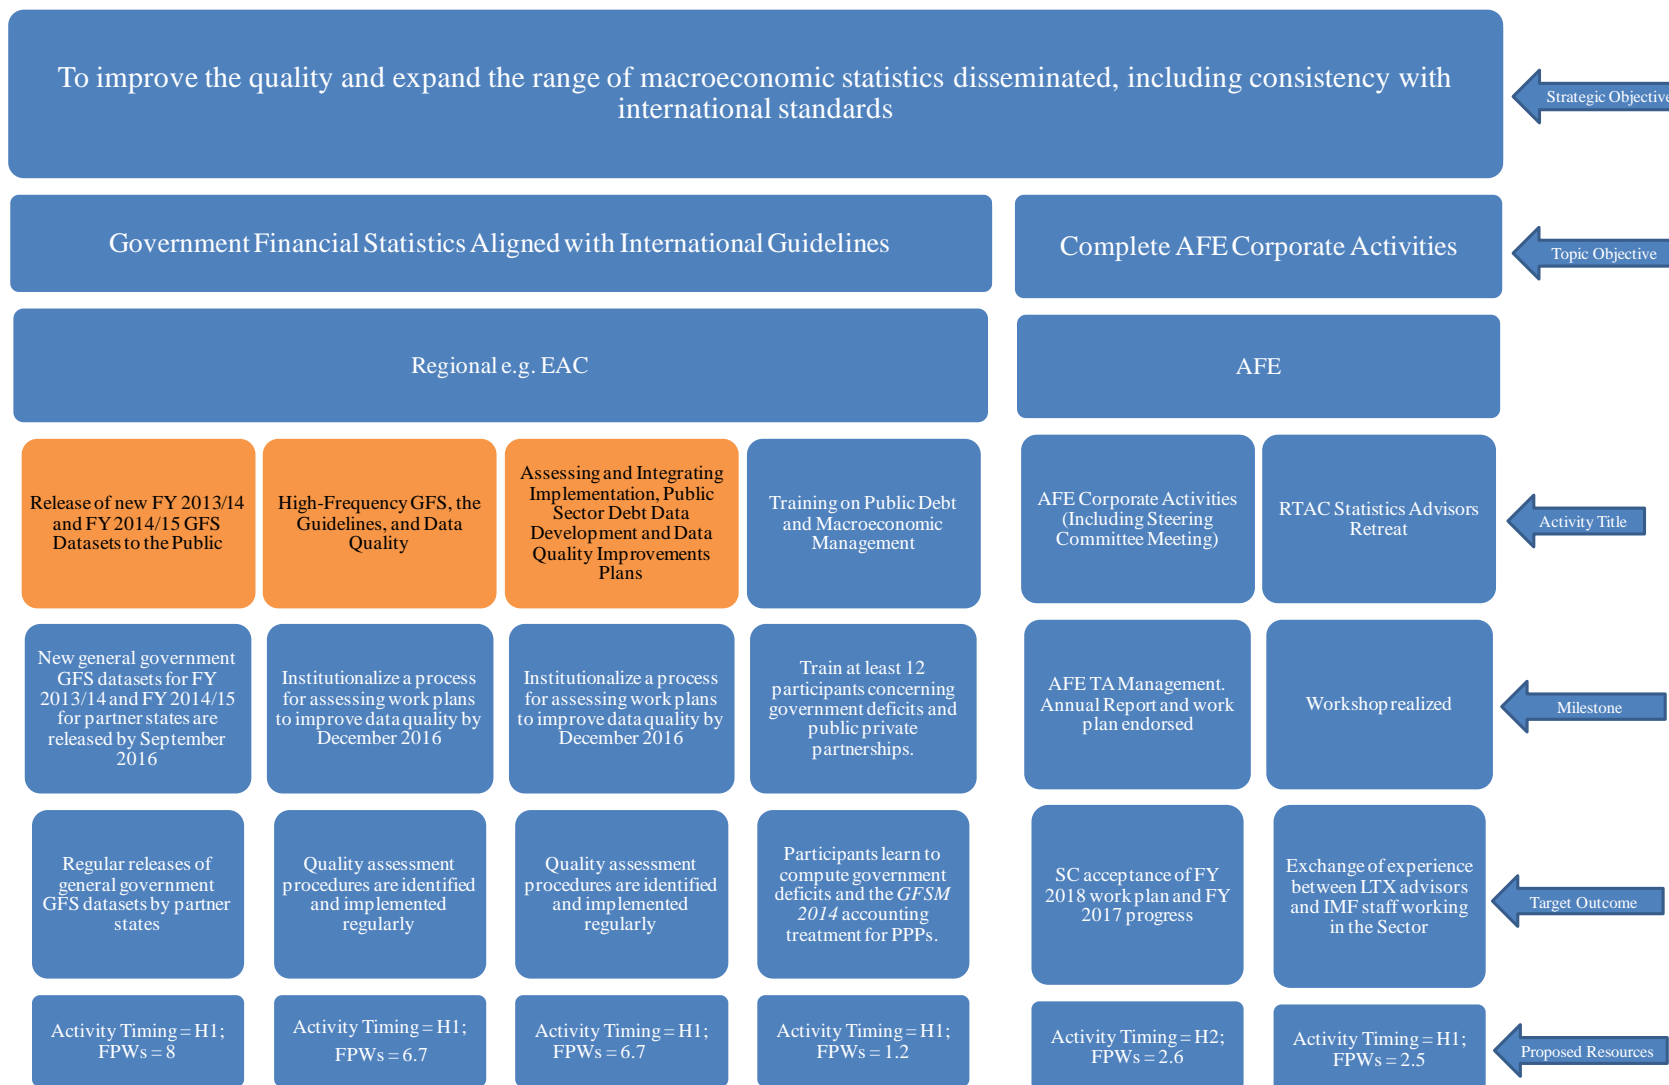 To improve the quality and expand the range of macroeconomic statistics disseminated, including consistency with
international standards
Strategic Objective
Government Financial Statistics Aligned with International Guidelines
Complete AFE Corporate Activities
Topic Objective
Regional e.g. EAC
AFE
Release of new FY 2013/14
and FY 2014/15 GFS
Datasets to the Public
High-Frequency GFS, the
Guidelines, and Data
Quality
Assessing and Integrating
Implementation, Public
Sector Debt Data
Development and Data
Quality Improvements
Plans
Training on Public Debt
and Macroeconomic
Management
AFE Corporate Activities
(Including Steering
Committee Meeting)
RTAC Statistics Advisors
Retreat
Activity Title
New general government
GFS datasets for FY
2013/14 and FY 2014/15
for partner states are
released by September
2016
Institutionalize a process
for assessing work plans
to improve data quality by
December 2016
Institutionalize a process
for assessing work plans
to improve data quality by
December 2016
Train at least 12
participants concerning
government deficits and
public private
partnerships.
AFE TA Management.
Annual Report and work
plan endorsed
Workshop realized
Milestone
Regular releases of
general government
GFS datasets by partner
states
Quality assessment
procedures are identified
and implemented
regularly
Quality assessment
procedures are identified
and implemented
regularly
Participants learn to
compute government
deficits and the GFSM
2014 accounting
treatment for PPPs.
SC acceptance of FY
2018 work plan and FY
2017 progress
Exchange of experience
between LTX advisors
and IMF staff working
in the Sector
Target Outcome
Activity Timing = H1;
FPWs = 8
Activity Timing = H1;
FPWs = 6.7
Activity Timing = H1;
FPWs = 6.7
Activity Timing = H1;
FPWs = 1.2
Activity Timing = H2;
FPWs = 2.6
Activity Timing = H1;
FPWs = 2.5
Proposed Resources